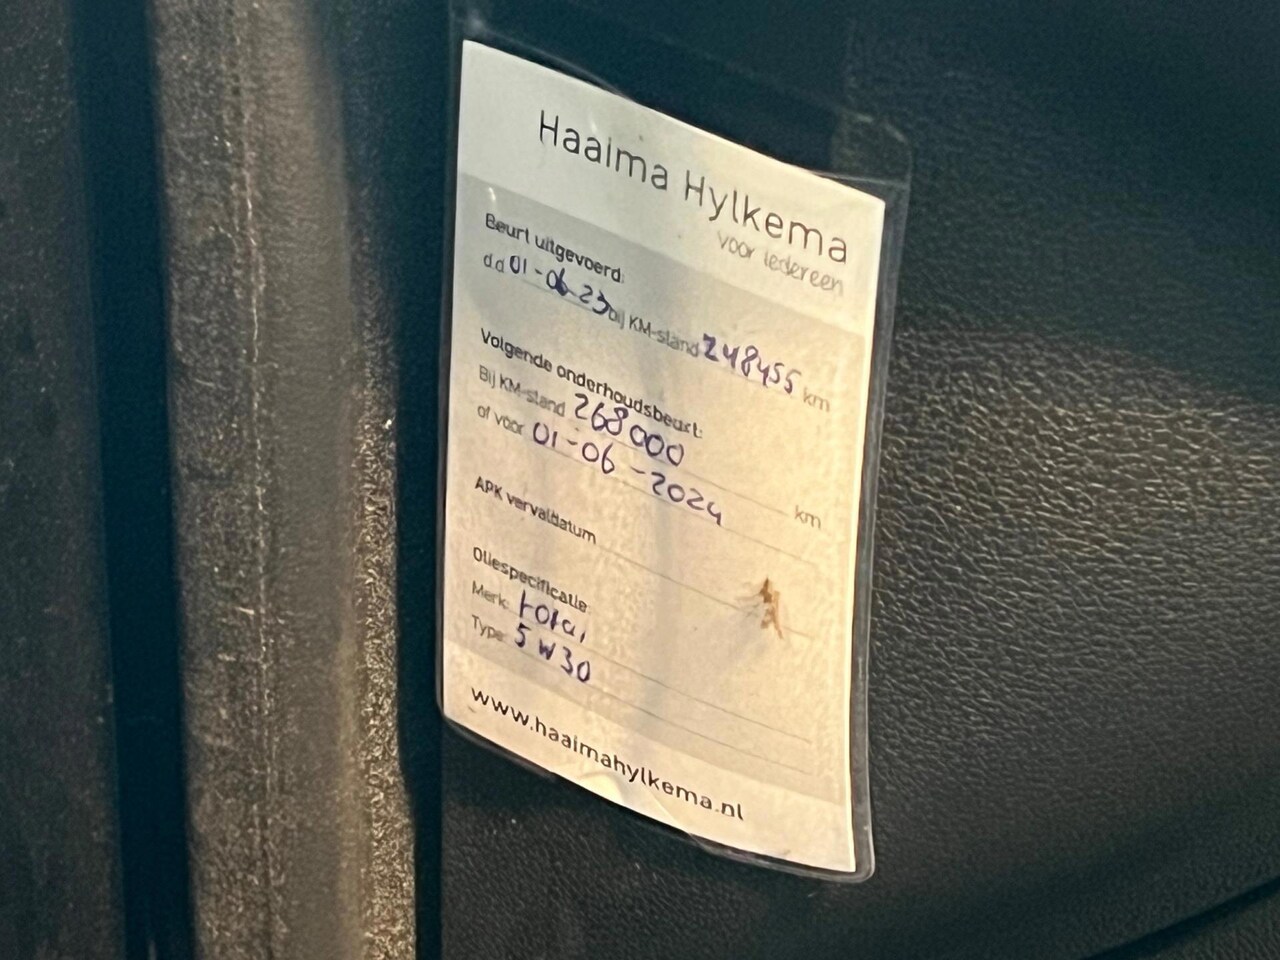 Haaima Hylkema
voor iedereen
Beurt uitgevoerd:
d.d 01-06-23 bij KM-stand 248455 km
Volgende onderhoudsbeurt:
Bij KM-stand 268000 km
of voor 01-06-2024
APK vervaldatum
Oliespecificatie
Merk: total
Type: 5W30
www.haaimahylkema.nl